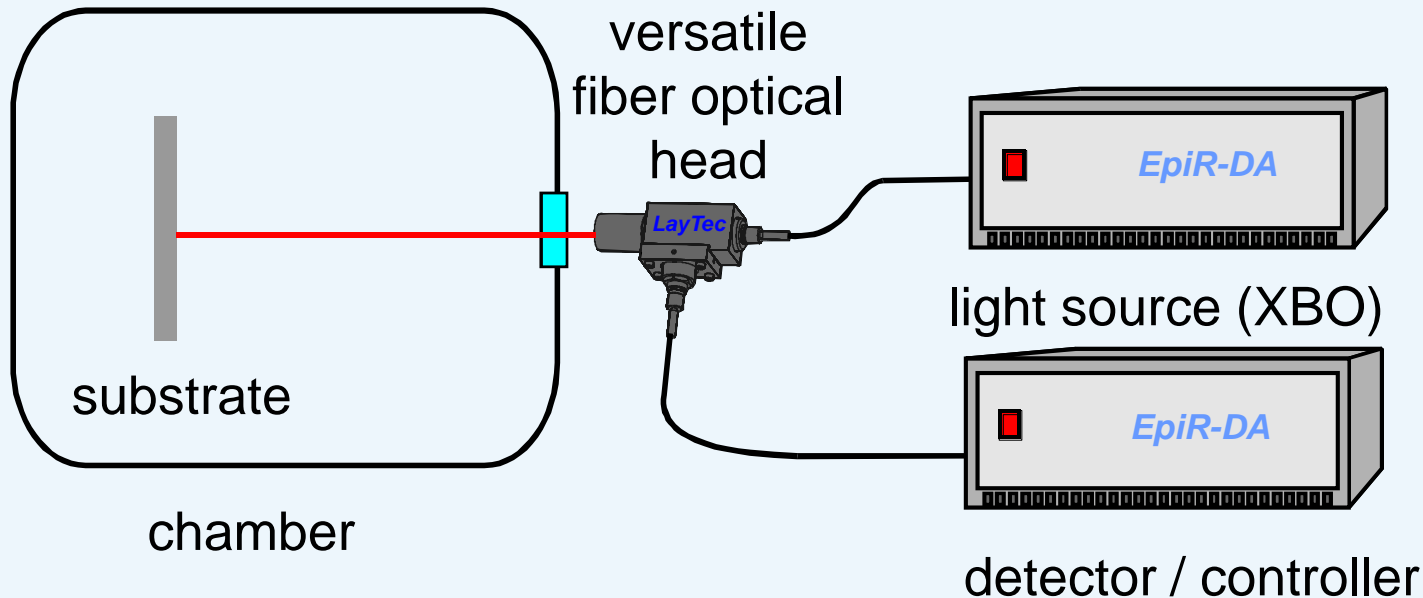 versatile
fiber optical
head
LayTec
EpiR-DA
light source (XBO)
substrate
EpiR-DA
chamber
detector / controller